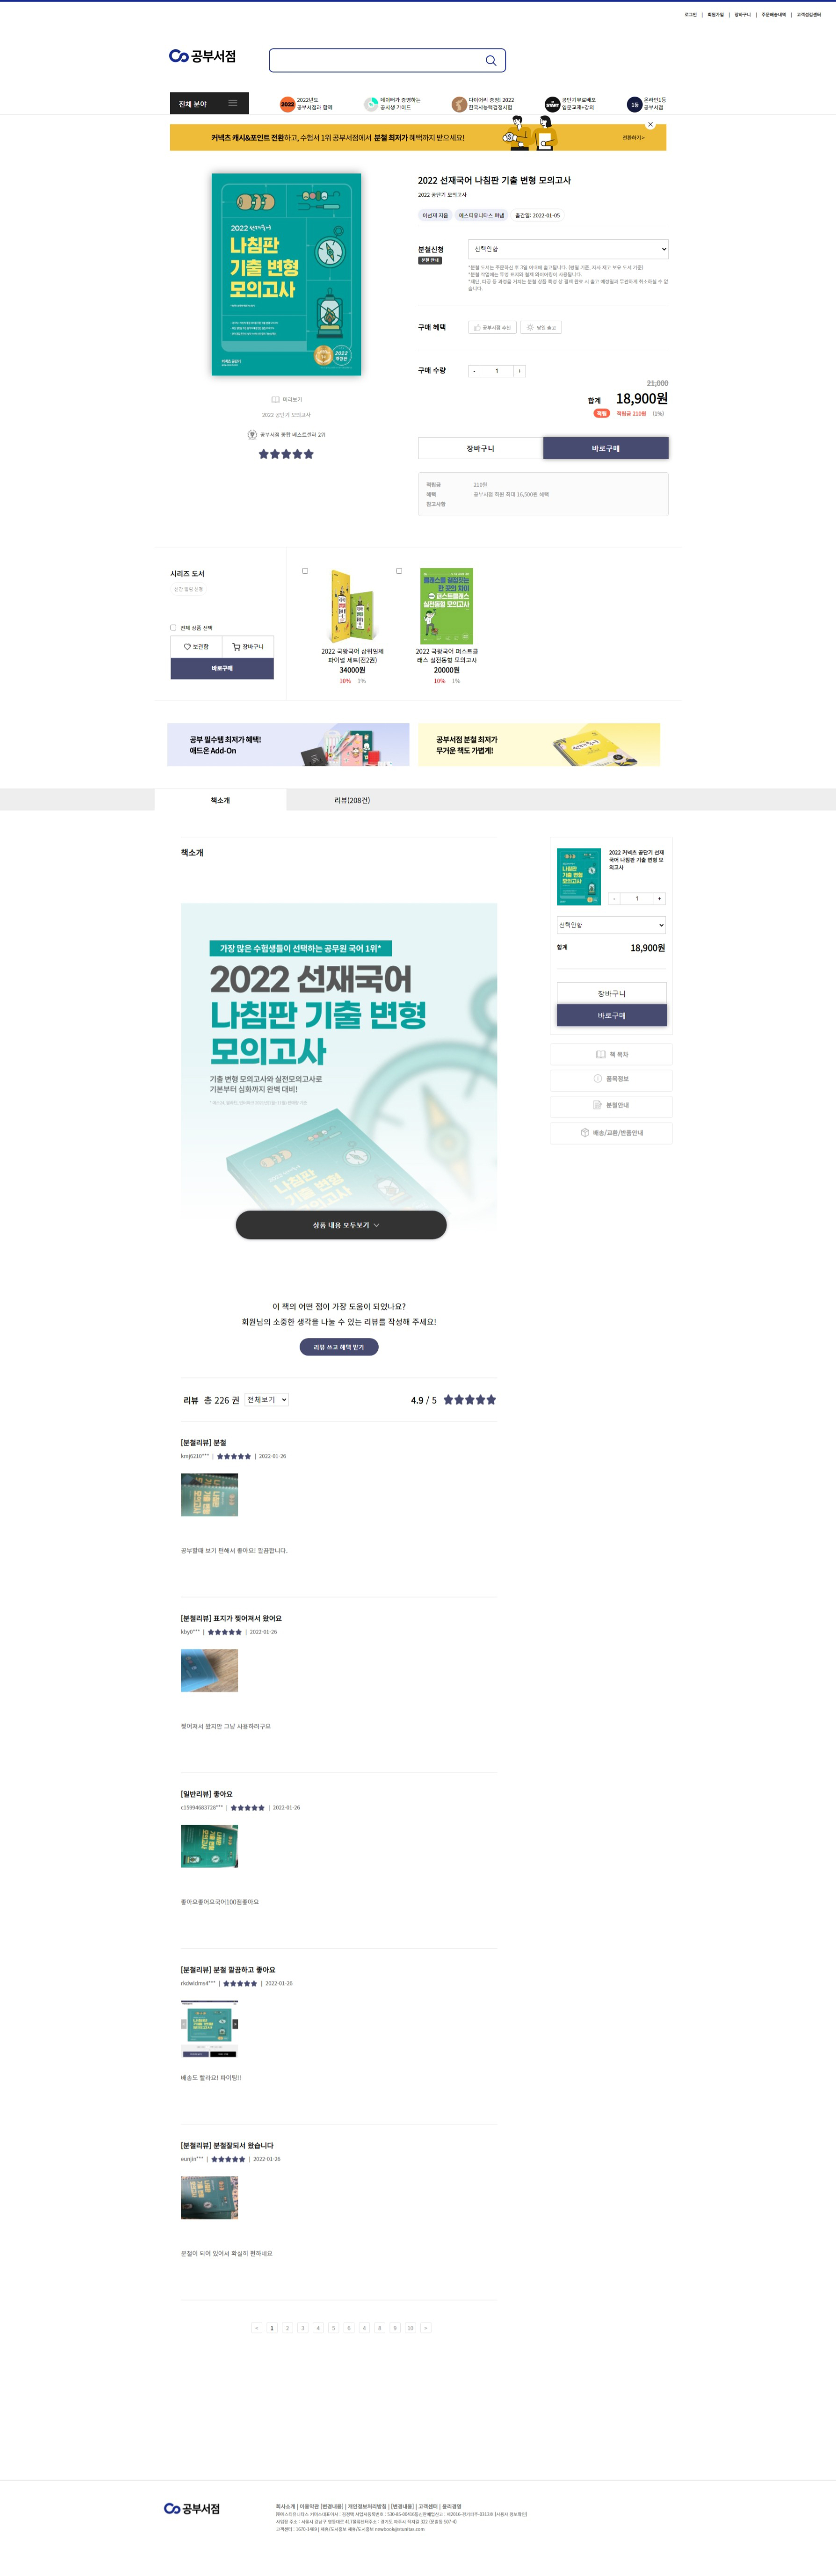 로그인 | 회원가입 | 장바구니 | 주문배송내역 | 고객성공센터
공부서점
전체 분야
2022
2022년도
공부서점과 함께
데이터가 증명하는
공시생 가이드
다이어리 증정! 2022
한국사능력검정시험
START
공단기무료배포
입문교재+강의
1등
온라인1등
공부서점
커넥츠 캐시&포인트 전환하고, 수험서 1위 공부서점에서 분철 최저가 혜택까지 받으세요!
전환하기 >
2022 선재국어
나침판
기출 변형
모의고사
2022 선재국어 나침판 기출 변형 모의고사
2022 공단기 모의고사
이선재 지음
에스티유니타스 펴냄
출간일: 2022-01-05
분철신청
분철 안내
선택안함
구매 혜택
공부서점 추천
당일 출고
구매 수량
- 1 +
21,000
합계 18,900원
적립 적립금 210원 (1%)
미리보기
2022 공단기 모의고사
공부서점 종합 베스트셀러 2위
장바구니
바로구매
적립금 210원
혜택 공부서점 회원 최대 16,500원 혜택
참고사항
시리즈 도서
신간 알림 신청
전체 상품 선택
보관함
장바구니
바로구매
2022 국왕국어 삼위일체
파이널 세트(전2권)
34000원
10% 1%
2022 국왕국어 퍼스트클
래스 실전동형 모의고사
20000원
10% 1%
공부 필수템 최저가 혜택!
애드온 Add-On
공부서점 분철 최저가
무거운 책도 가볍게!
책소개
리뷰(208건)
책소개
가장 많은 수험생들이 선택하는 공무원 국어 1위*
2022 선재국어
나침판 기출 변형
모의고사
기출 변형 모의고사와 실전모의고사로
기본부터 심화까지 완벽 대비!
나침판
기출 변형
모의고사
상품 내용 모두보기
2022 커넥츠 공단기 선재
국어 나침판 기출 변형 모
의고사
- 1 +
선택안함
합계 18,900원
장바구니
바로구매
책 목차
품목정보
분철안내
배송/교환/반품안내
이 책의 어떤 점이 가장 도움이 되었나요?
회원님의 소중한 생각을 나눌 수 있는 리뷰를 작성해 주세요!
리뷰 쓰고 혜택 받기
리뷰 총 226 권 전체보기
4.9 / 5
[분철리뷰] 분철
kmj6210*** | | 2022-01-26
공부할때 보기 편해서 좋아요! 깔끔합니다.
[분철리뷰] 표지가 찢어져서 왔어요
kby0*** | | 2022-01-26
찢어져서 왔지만 그냥 사용하려구요
[일반리뷰] 좋아요
c15994683728*** | | 2022-01-26
좋아요좋어요국어100점좋아요
[분철리뷰] 분철 깔끔하고 좋아요
rkdwldms4*** | | 2022-01-26
배송도 빨라요! 파이팅!!
[분철리뷰] 분철잘되서 왔습니다
eunjin*** | | 2022-01-26
분철이 되어 있어서 확실히 편하네요
< 1 2 3 4 5 6 4 8 9 10 >
공부서점
회사소개 | 이용약관 [변경내용] | 개인정보처리방침 | [변경내용] | 고객센터 | 윤리경영